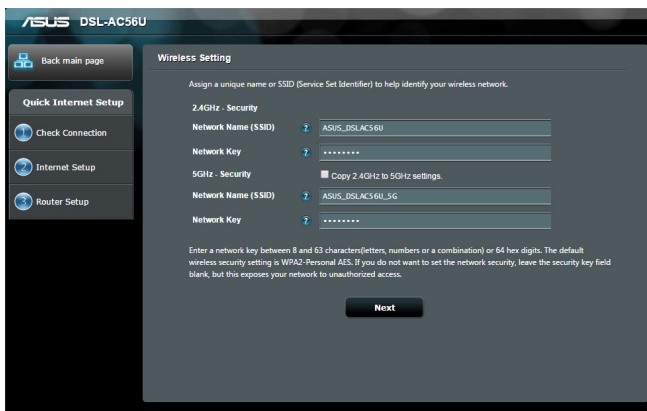 ASUS DSL-AC56U
Back main page
Quick Internet Setup
1 Check Connection
2 Internet Setup
3 Router Setup
Wireless Setting
Assign a unique name or SSID (Service Set Identifier) to help identify your wireless network.
2.4GHz - Security
Network Name (SSID) ? ASUS_DSLAC56U
Network Key ? ••••••••
5GHz - Security Copy 2.4GHz to 5GHz settings.
Network Name (SSID) ? ASUS_DSLAC56U_5G
Network Key ? ••••••••
Enter a network key between 8 and 63 characters(letters, numbers or a combination) or 64 hex digits. The default
wireless security setting is WPA2-Personal AES. If you do not want to set the network security, leave the security key field
blank, but this exposes your network to unauthorized access.
Next